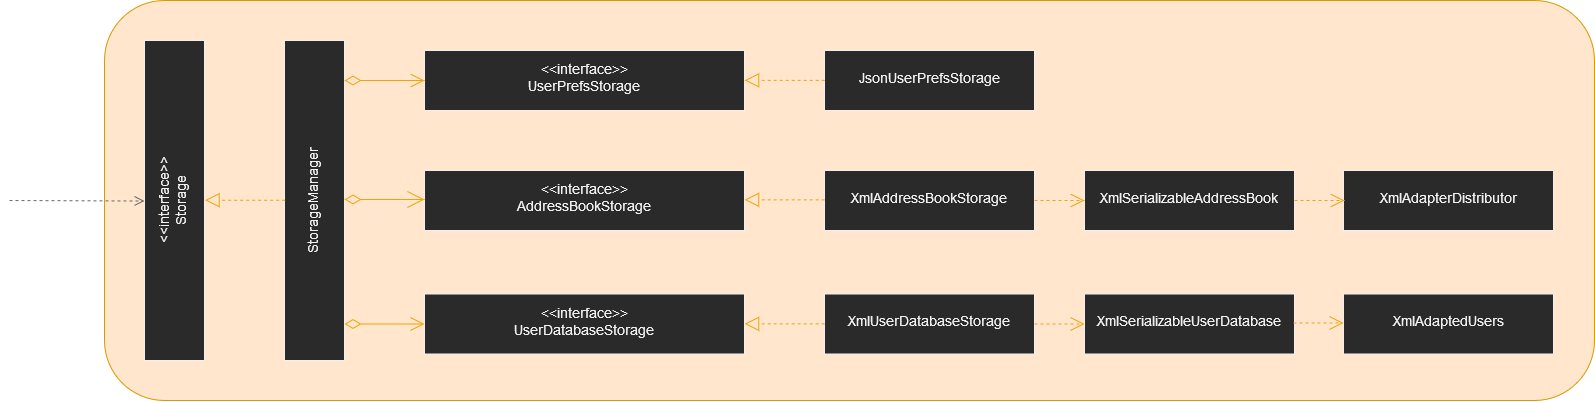 <<interface>>
Storage
StorageManager
<<interface>>
UserPrefsStorage
JsonUserPrefsStorage
<<interface>>
AddressBookStorage
XmlAddressBookStorage
XmlSerializableAddressBook
XmlAdapterDistributor
<<interface>>
UserDatabaseStorage
XmlUserDatabaseStorage
XmlSerializableUserDatabase
XmlAdaptedUsers